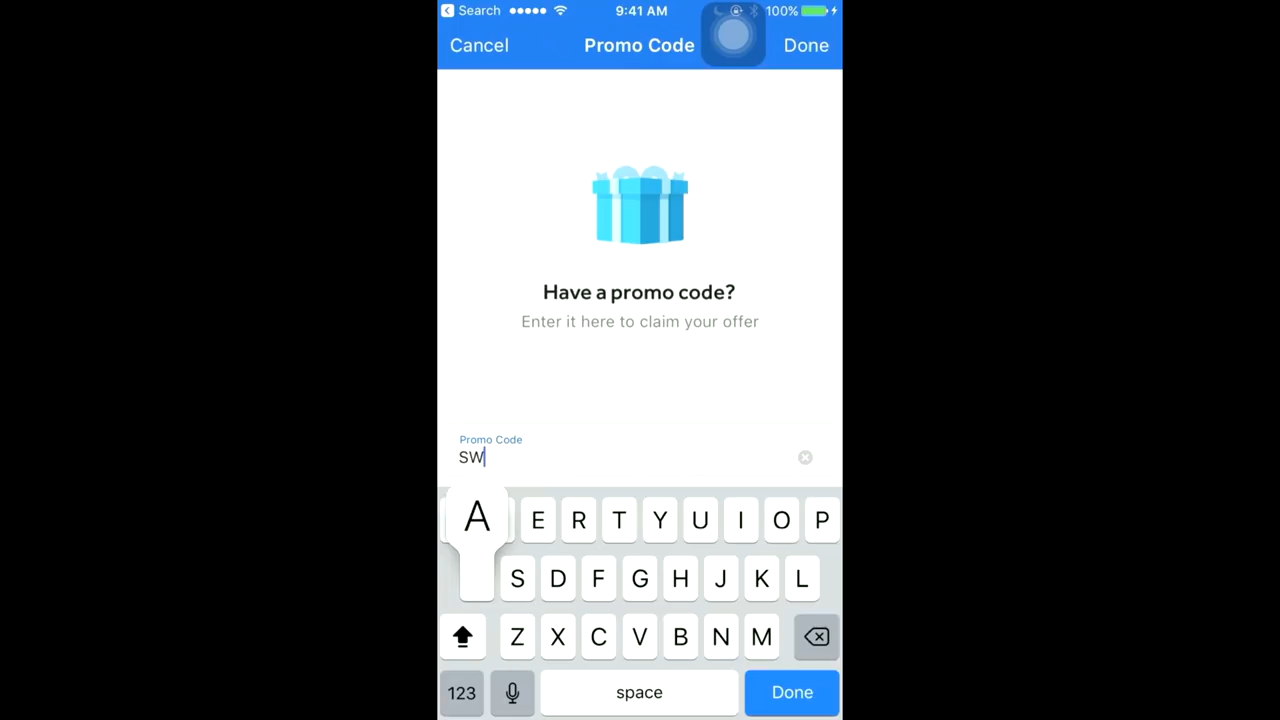 Search 9:41 AM 100%
Cancel Promo Code Done
Have a promo code?
Enter it here to claim your offer
Promo Code
SW
A E R T Y U I O P
S D F G H J K L
Z X C V B N M
123 space Done